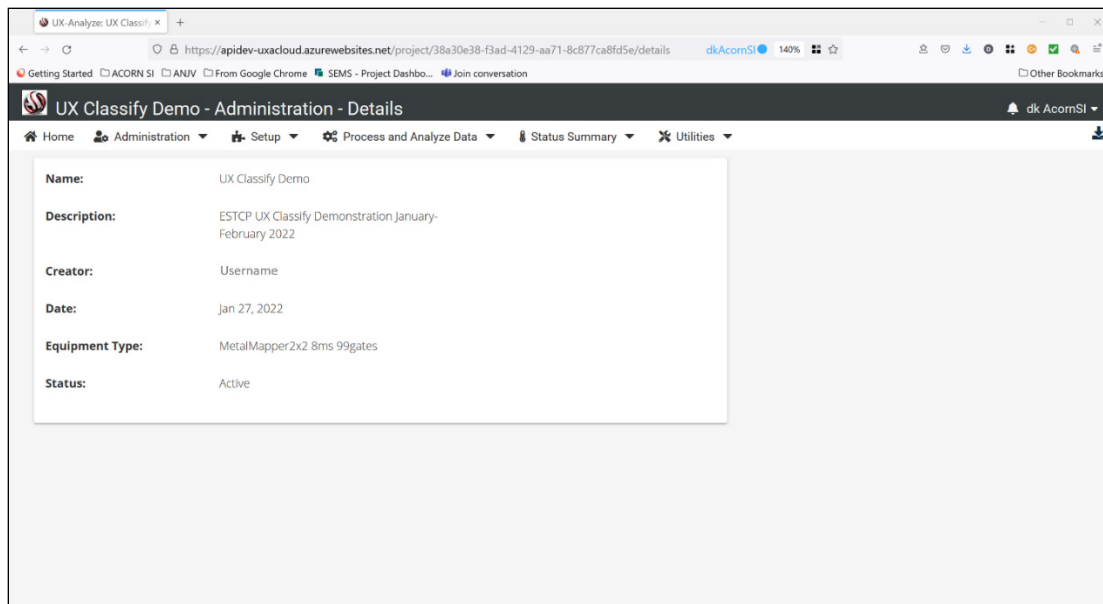 UX-Analyze: UX Classify
https://apidev-uxacloud.azurewebsites.net/project/38a30e38-f3ad-4129-aa71-8c877ca8fd5e/details dkAcornSI 140%
Getting Started ACORN SI ANJV From Google Chrome SEMS - Project Dashbo... Join conversation Other Bookmarks
UX Classify Demo - Administration - Details dk AcornSI
Home Administration Setup Process and Analyze Data Status Summary Utilities
Name: UX Classify Demo
Description: ESTCP UX Classify Demonstration January-
February 2022
Creator: Username
Date: Jan 27, 2022
Equipment Type: MetalMapper2x2 8ms 99gates
Status: Active